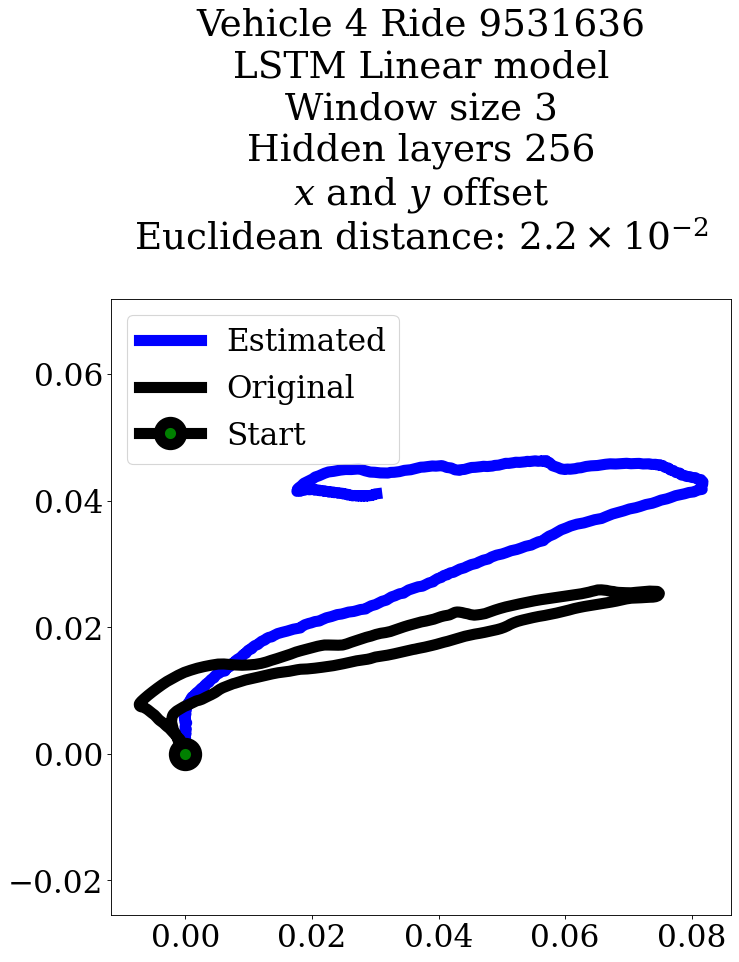 Vehicle 4 Ride 9531636
LSTM Linear model
Window size 3
Hidden layers 256
x and y offset
Euclidean distance: 2.2 × 10⁻²
Estimated
Original
Start
0.06
0.04
0.02
0.00
−0.02
0.00 0.02 0.04 0.06 0.08